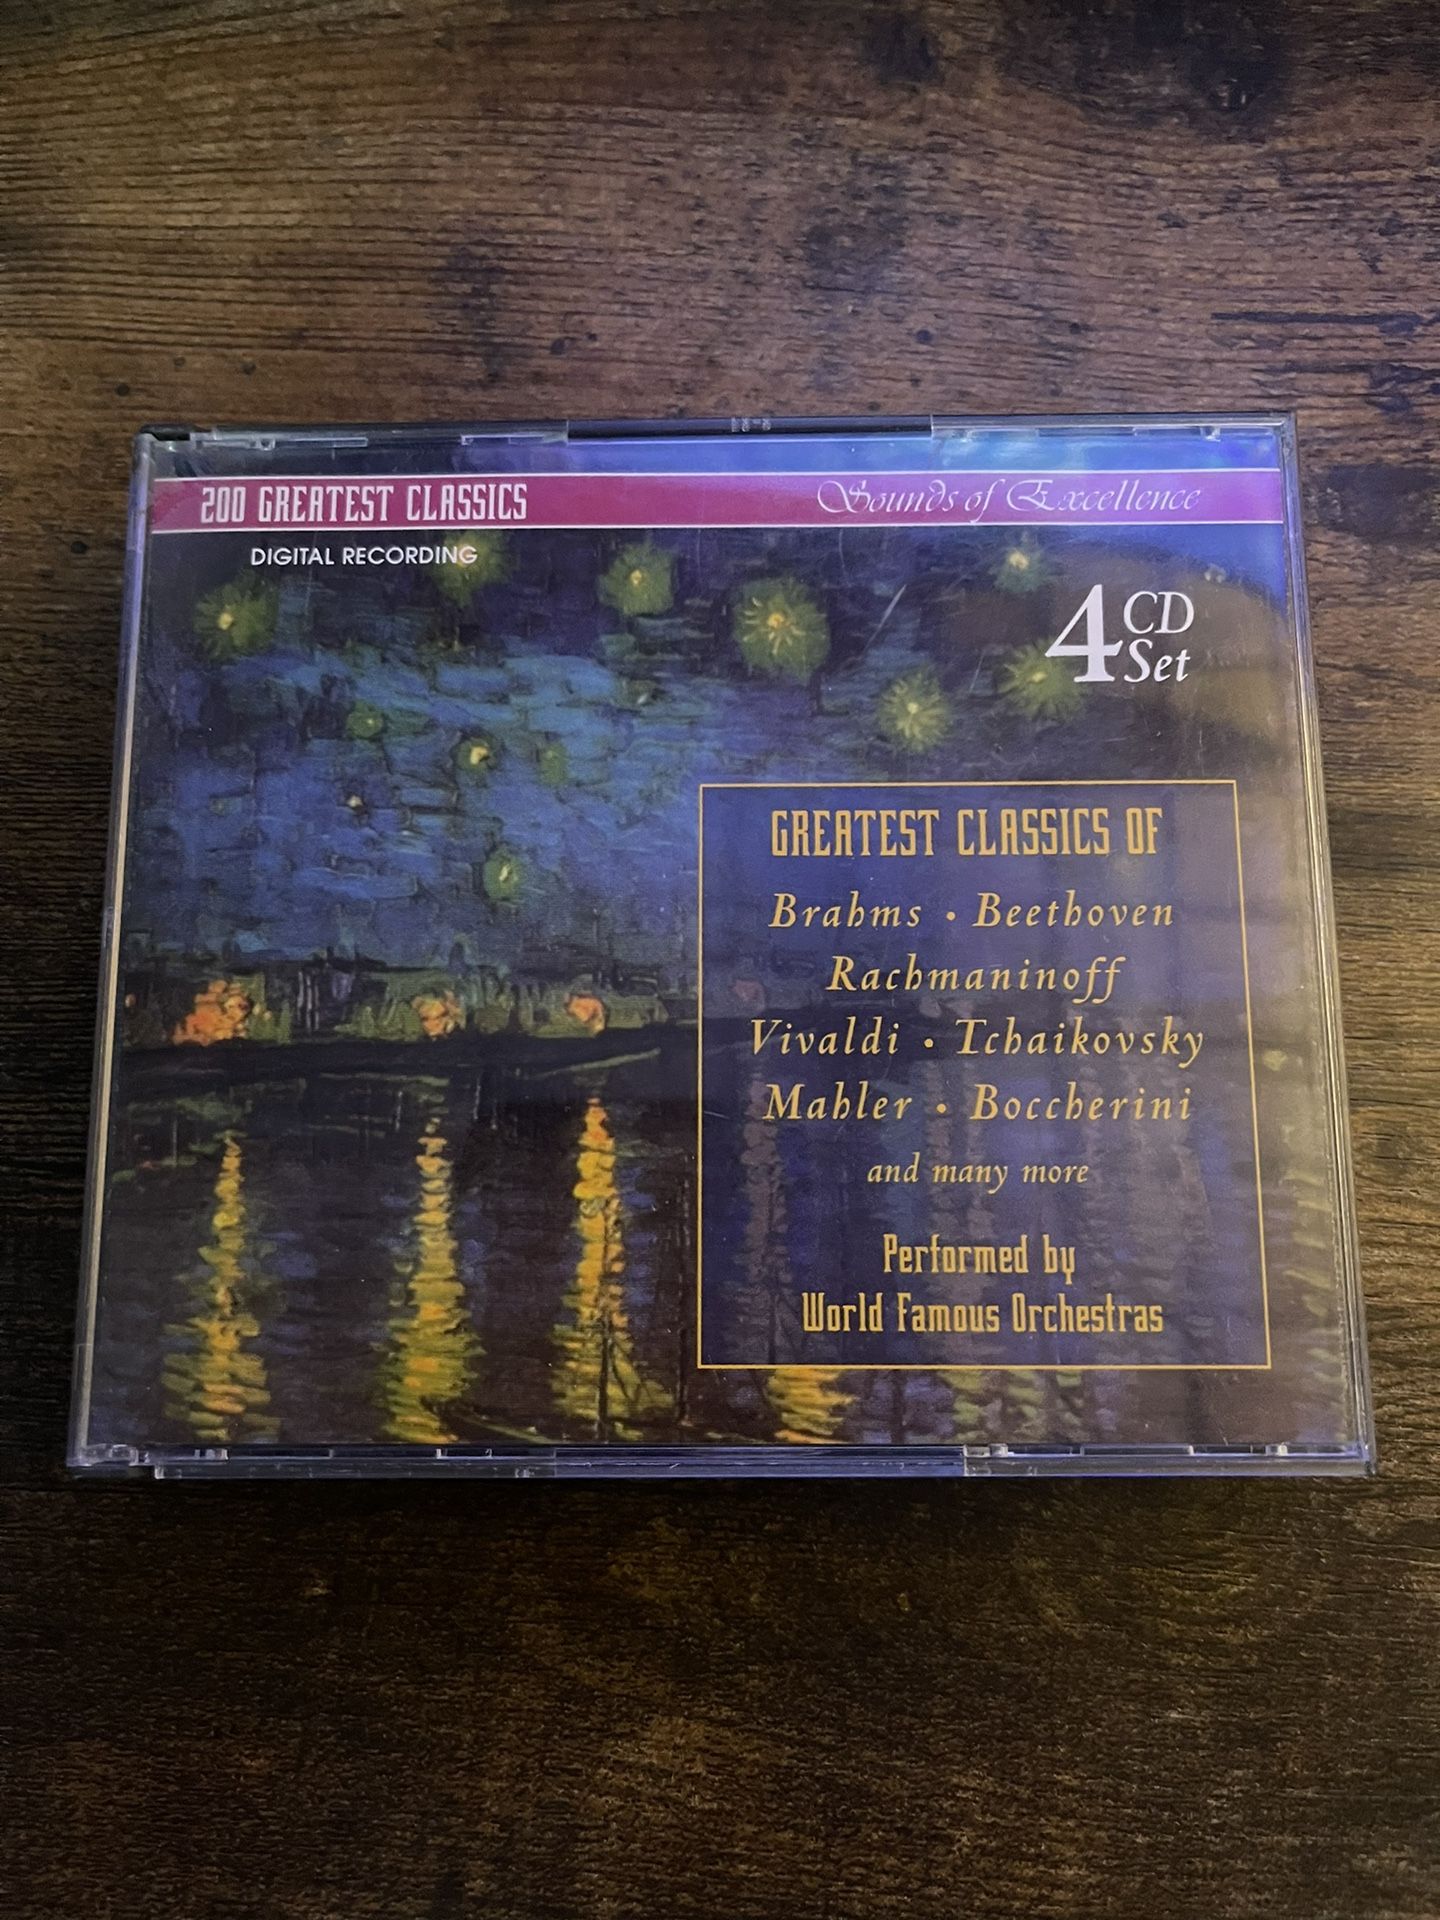 200 GREATEST CLASSICS
Sounds of Excellence
DIGITAL RECORDING
4 CD
Set
GREATEST CLASSICS OF
Brahms • Beethoven
Rachmaninoff
Vivaldi • Tchaikovsky
Mahler • Boccherini
and many more
Performed by
World Famous Orchestras